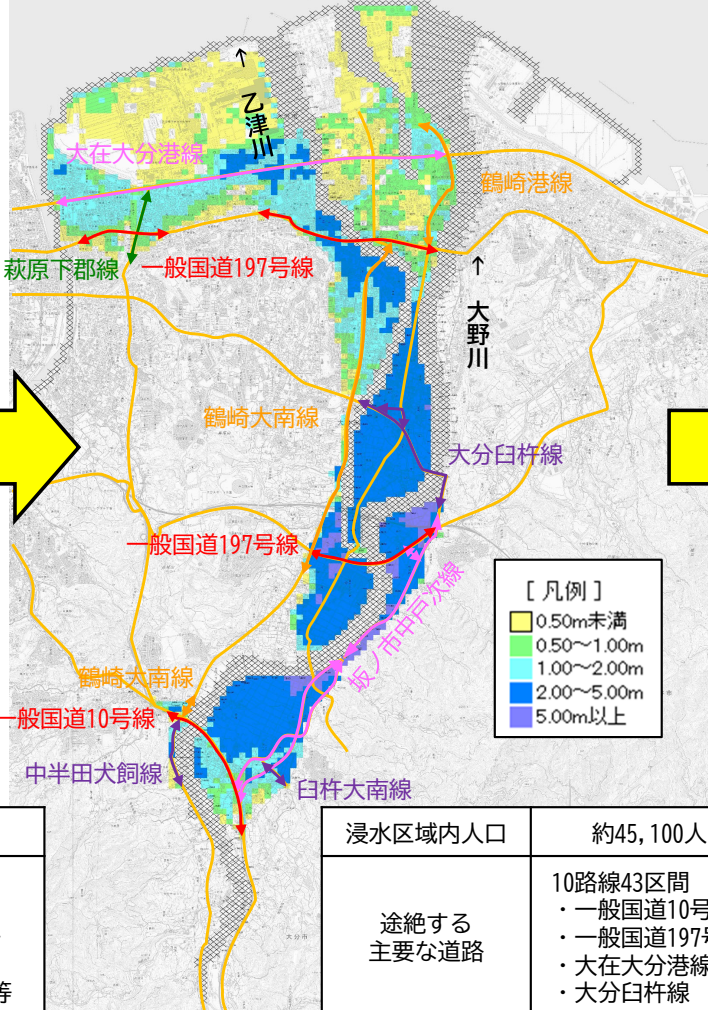 ↑
乙津川
大在大分港線
鶴崎港線
萩原下郡線
一般国道197号線
↑
大野川
鶴崎大南線
大分臼杵線
一般国道197号線
坂ノ市中戸次線
[凡例]
0.50m未満
0.50～1.00m
1.00～2.00m
2.00～5.00m
5.00m以上
鶴崎大南線
一般国道10号線
中半田犬飼線
臼杵大南線
浸水区域内人口
約45,100人
途絶する
主要な道路
10路線43区間
・一般国道10号
・一般国道197号
・大在大分港線
・大分臼杵線
等